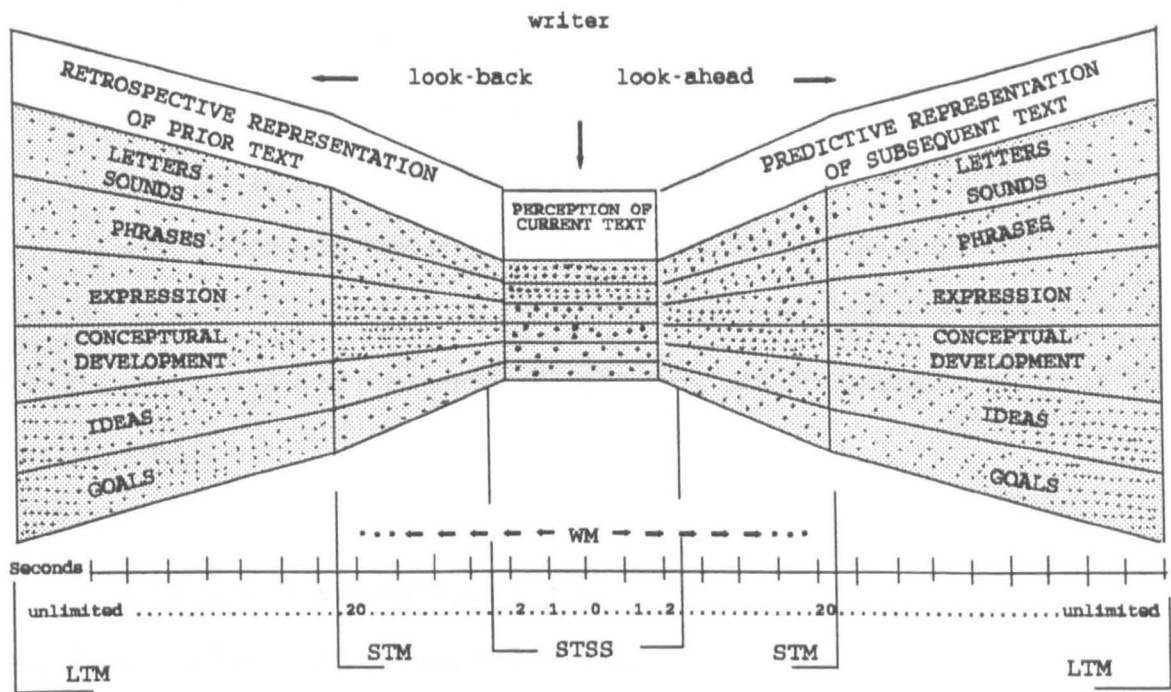 writer
look-back look-ahead
RETROSPECTIVE REPRESENTATION
OF PRIOR TEXT
PREDICTIVE REPRESENTATION
OF SUBSEQUENT TEXT
PERCEPTION OF
CURRENT TEXT
LETTERS
SOUNDS
PHRASES
EXPRESSION
CONCEPTURAL
DEVELOPMENT
IDEAS
GOALS
LETTERS
SOUNDS
PHRASES
EXPRESSION
CONCEPTUAL
DEVELOPMENT
IDEAS
GOALS
WM
Seconds
unlimited ............................20..................2..1...0...1..2..................20............................unlimited
STM STSS STM
LTM LTM